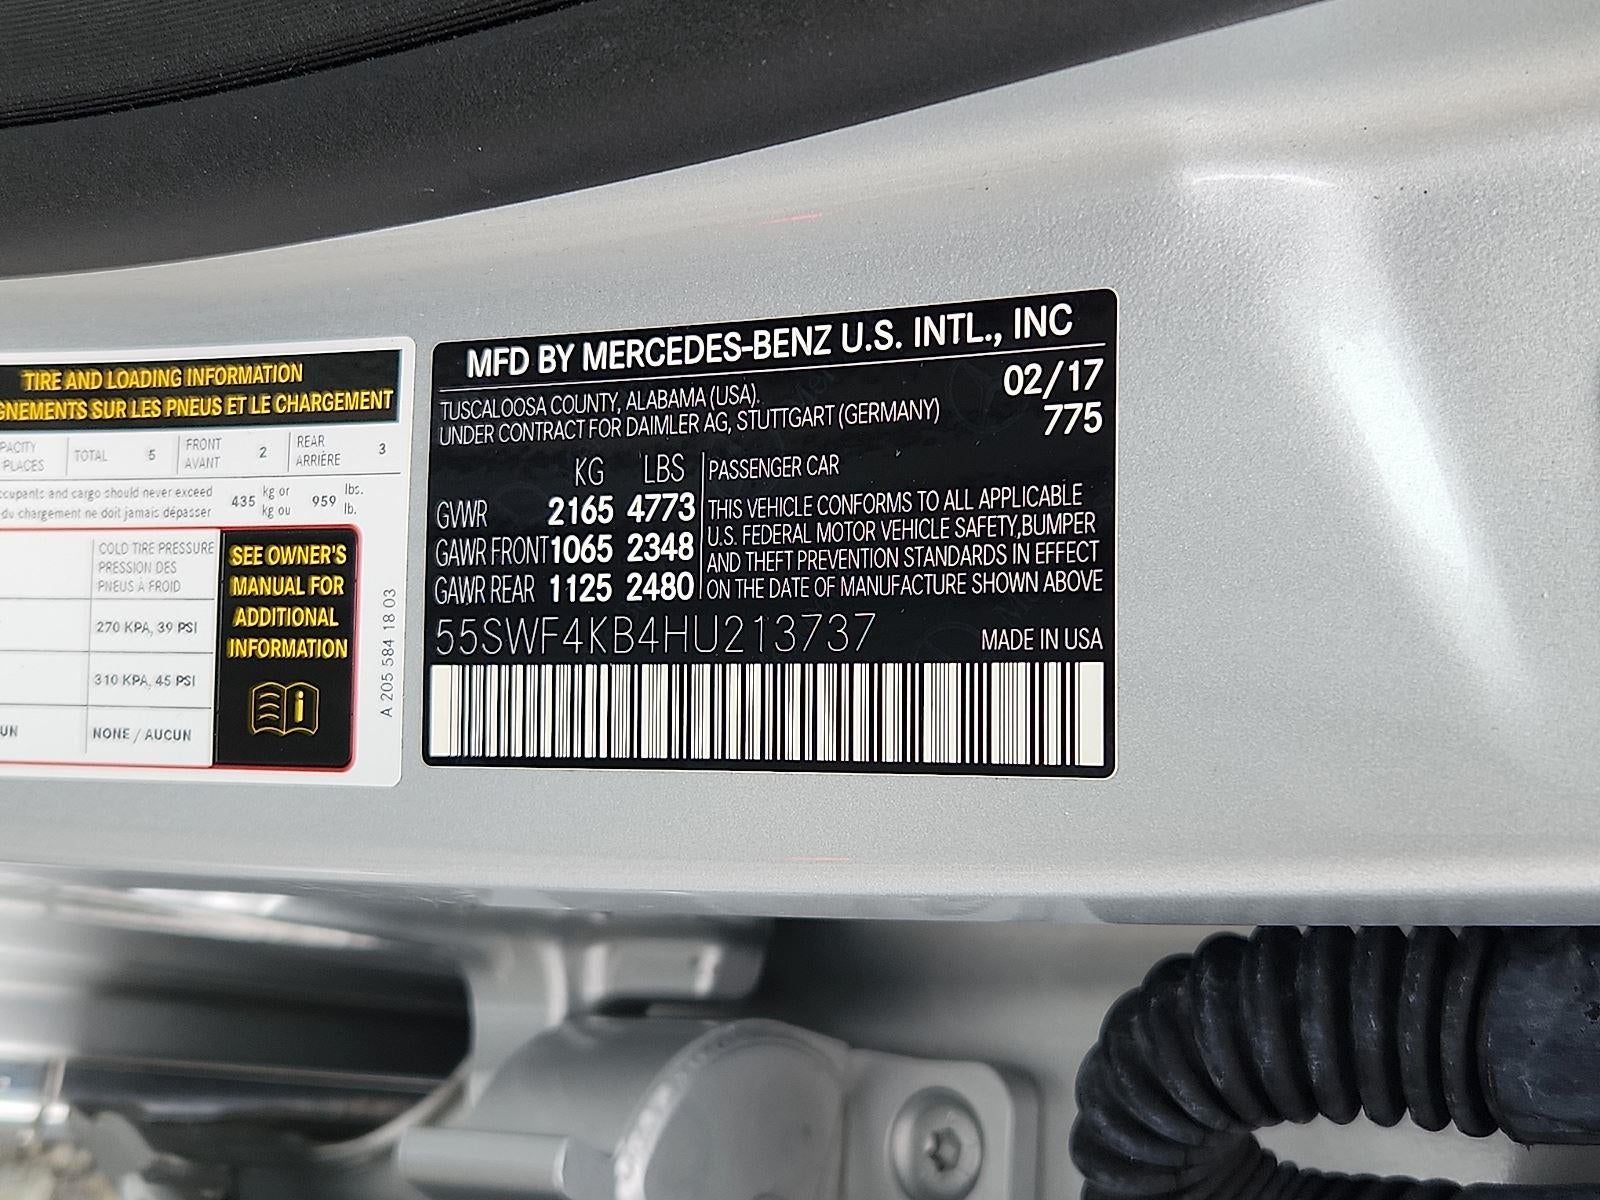 TIRE AND LOADING INFORMATION
GNEMENTS SUR LES PNEUS ET LE CHARGEMENT
PACITY
PLACES
TOTAL 5
FRONT
AVANT
2
REAR
ARRIÈRE
3
ccupants and cargo should never exceed
du chargement ne doit jamais dépasser
435
kg or
kg ou
959
lbs.
lb.
COLD TIRE PRESSURE
PRESSION DES
PNEUS À FROID
270 KPA, 39 PSI
310 KPA, 45 PSI
UN
NONE / AUCUN
SEE OWNER'S
MANUAL FOR
ADDITIONAL
INFORMATION
i
A 205 584 18 03
MFD BY MERCEDES-BENZ U.S. INTL., INC
TUSCALOOSA COUNTY, ALABAMA (USA).
UNDER CONTRACT FOR DAIMLER AG, STUTTGART (GERMANY)
02/17
775
KG LBS
GVWR 2165 4773
GAWR FRONT 1065 2348
GAWR REAR 1125 2480
PASSENGER CAR
THIS VEHICLE CONFORMS TO ALL APPLICABLE
U.S. FEDERAL MOTOR VEHICLE SAFETY,BUMPER
AND THEFT PREVENTION STANDARDS IN EFFECT
ON THE DATE OF MANUFACTURE SHOWN ABOVE
55SWF4KB4HU213737
MADE IN USA